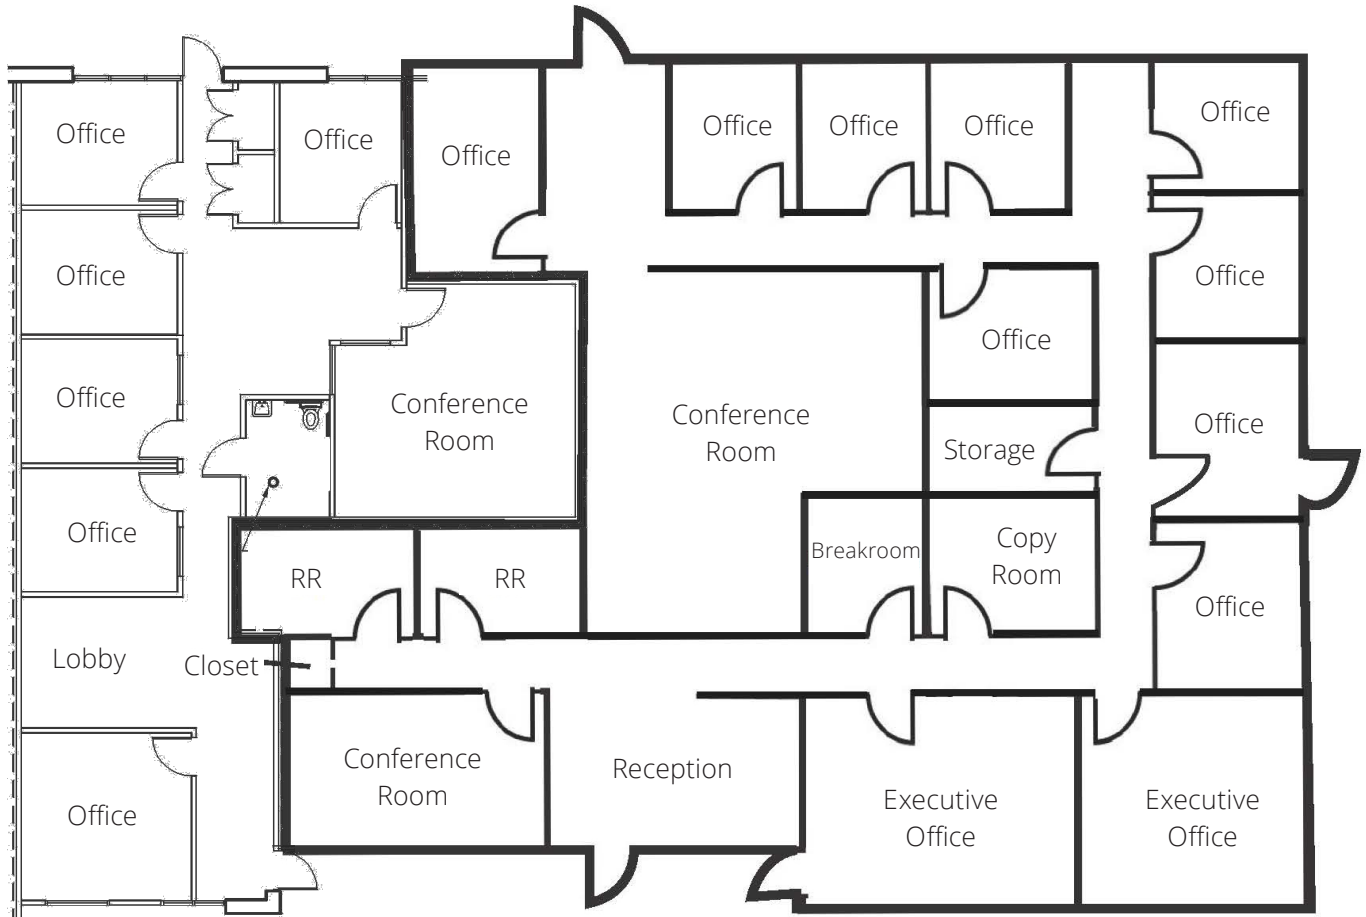 Office
Office
Office
Office
Office
Office
Office
Office
Office
Office
Office
Conference
Room
Conference
Room
Office
Office
Storage
Office
Breakroom
Copy
Room
RR
RR
Office
Lobby
Closet
Conference
Room
Reception
Executive
Office
Executive
Office
Office